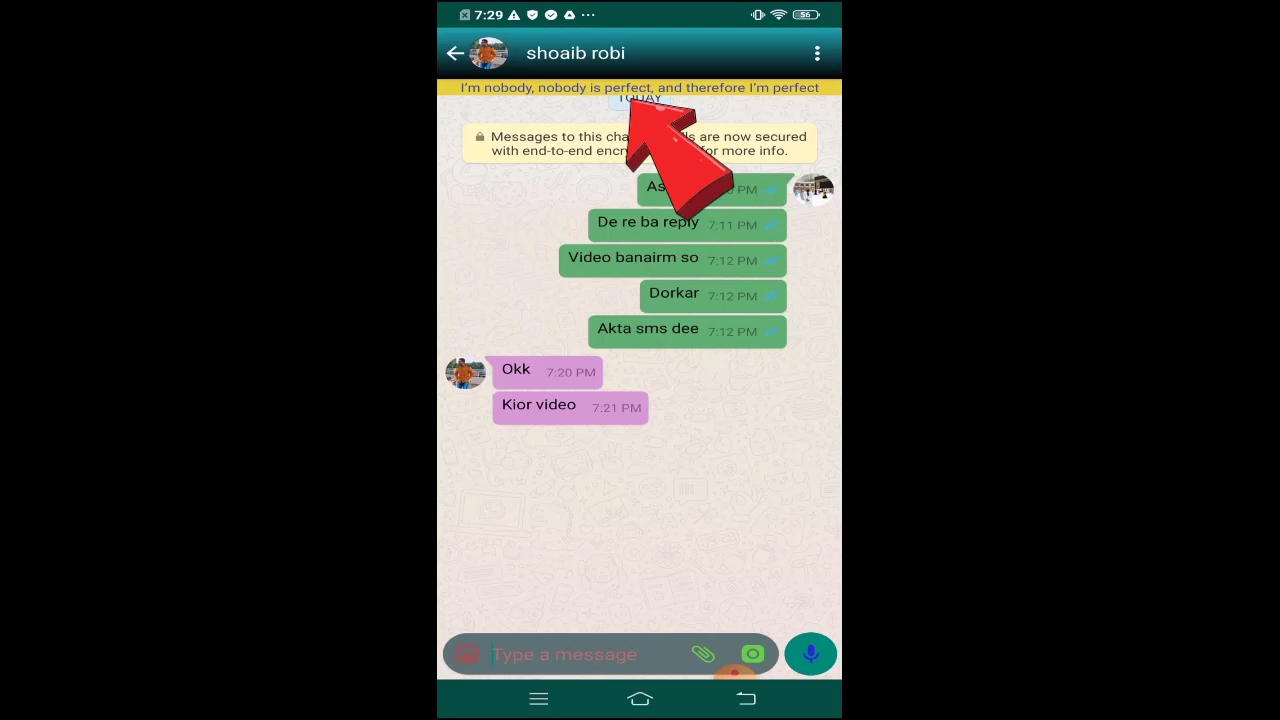 7:29
56
shoaib robi
I'm nobody, nobody is perfect, and therefore I'm perfect
TODAY
Messages to this are now secured
with end-to-end for more info.
PM
De re ba reply 7:11 PM
Video banairm so 7:12 PM
Dorkar 7:12 PM
Akta sms dee 7:12 PM
Okk 7:20 PM
Kior video 7:21 PM
Type a message